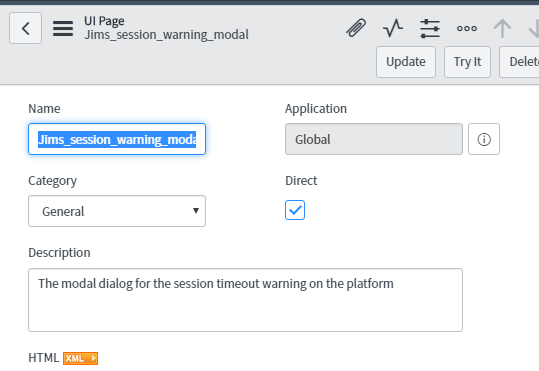 UI Page
Jims_session_warning_modal
Update
Try It
Delet
Name
Application
Jims_session_warning_moda
Global
Category
Direct
General
Description
The modal dialog for the session timeout warning on the platform
HTML XML